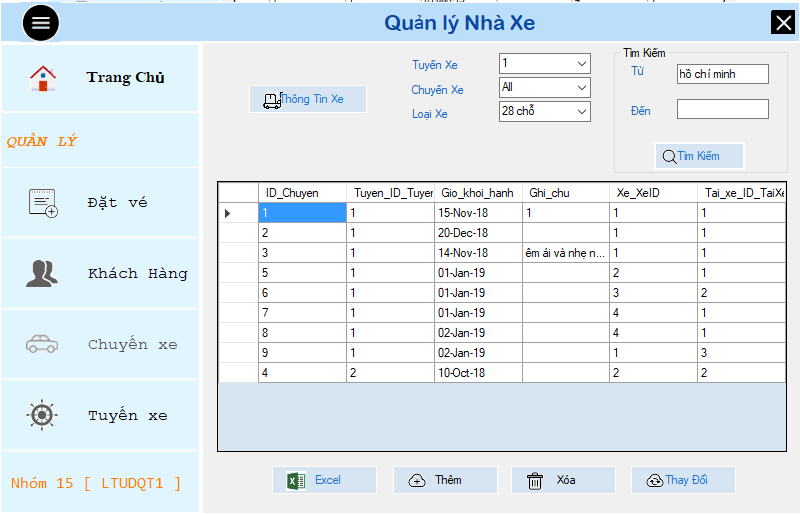 Quản lý Nhà Xe
Trang Chủ
QUẢN LÝ
Đặt vé
Khách Hàng
Chuyến xe
Tuyến xe
Nhóm 15 [ LTUDQT1 ]
Thông Tin Xe
Tuyến Xe 1
Chuyến Xe All
Loại Xe 28 chỗ
Tìm Kiếm
Từ hồ chí minh
Đến
Tìm Kiếm
ID_Chuyen Tuyen_ID_Tuyer Gio_khoi_hanh Ghi_chu Xe_XeID Tai_xe_ID_TaiXe
1 1 15-Nov-18 1 1 1
2 1 20-Dec-18 1 1
3 1 14-Nov-18 êm ái và nhẹ n... 1 1
5 1 01-Jan-19 2 1
6 1 01-Jan-19 3 2
7 1 01-Jan-19 4 1
8 1 02-Jan-19 4 1
9 1 02-Jan-19 1 3
4 2 10-Oct-18 2 2
Excel Thêm Xóa Thay Đổi